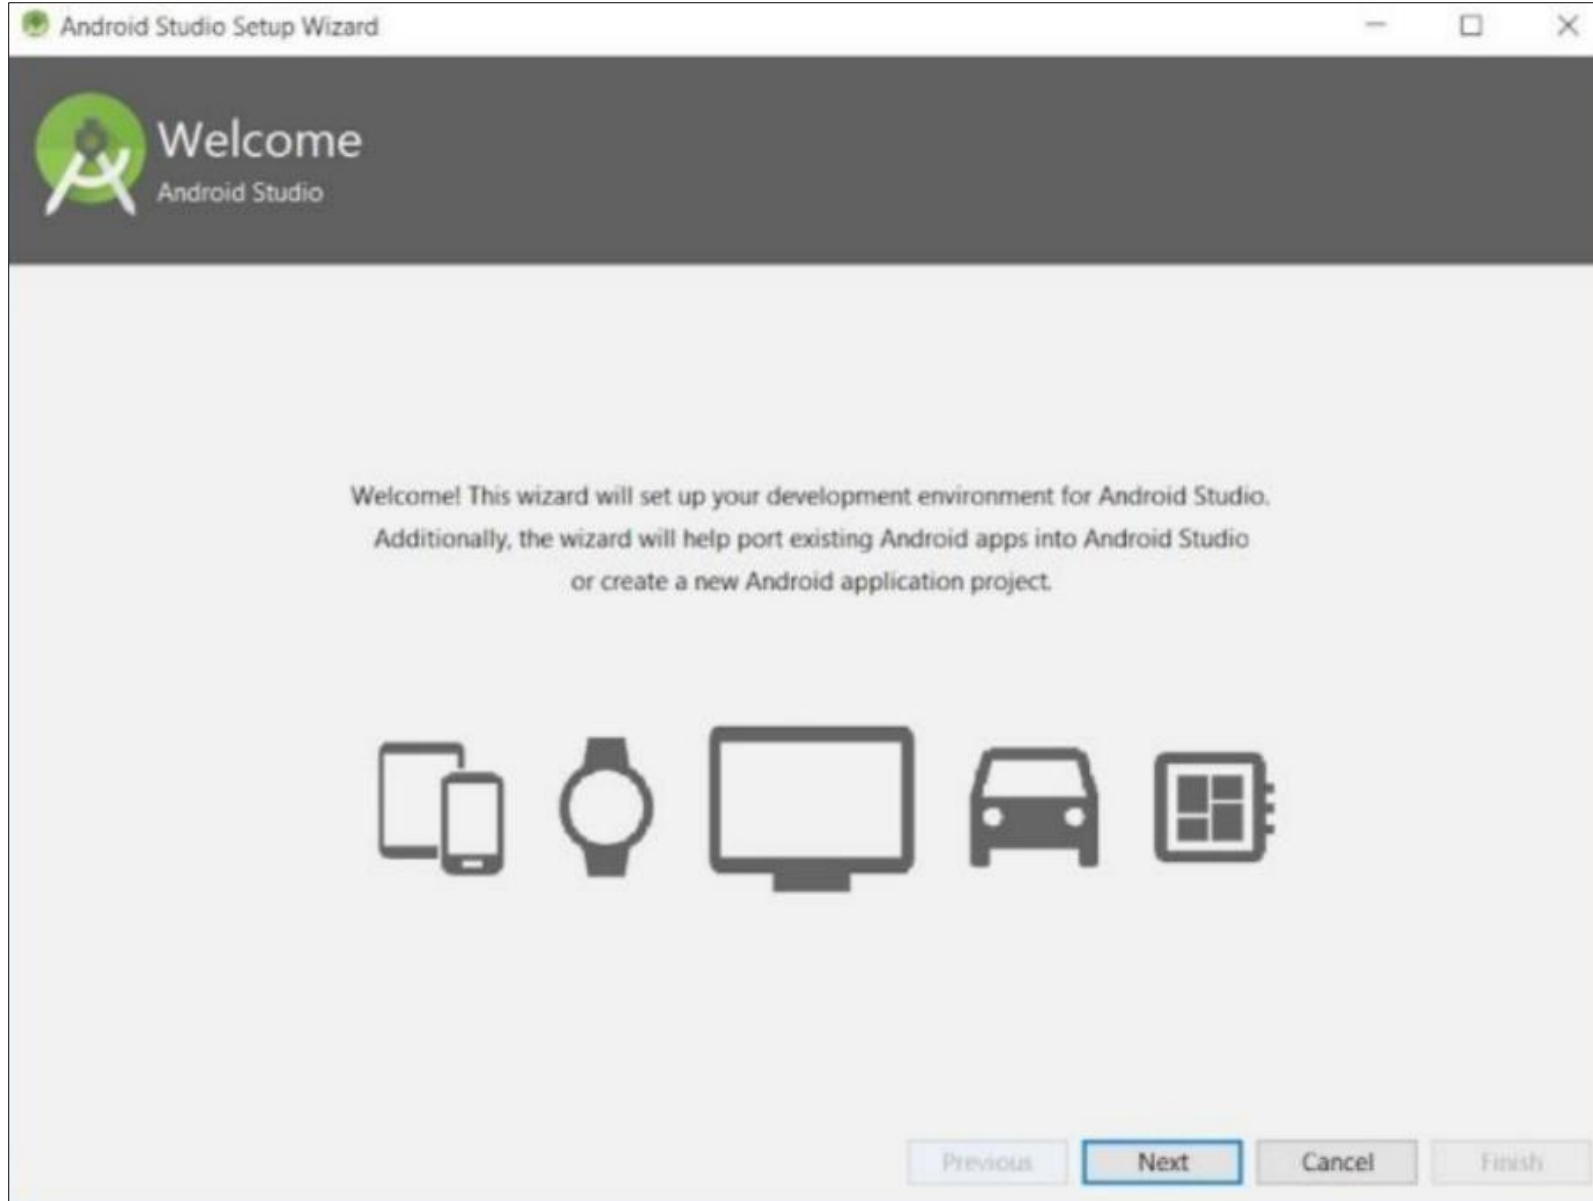 Android Studio Setup Wizard
Welcome
Android Studio
Welcome! This wizard will set up your development environment for Android Studio.
Additionally, the wizard will help port existing Android apps into Android Studio
or create a new Android application project.
Previous Next Cancel Finish